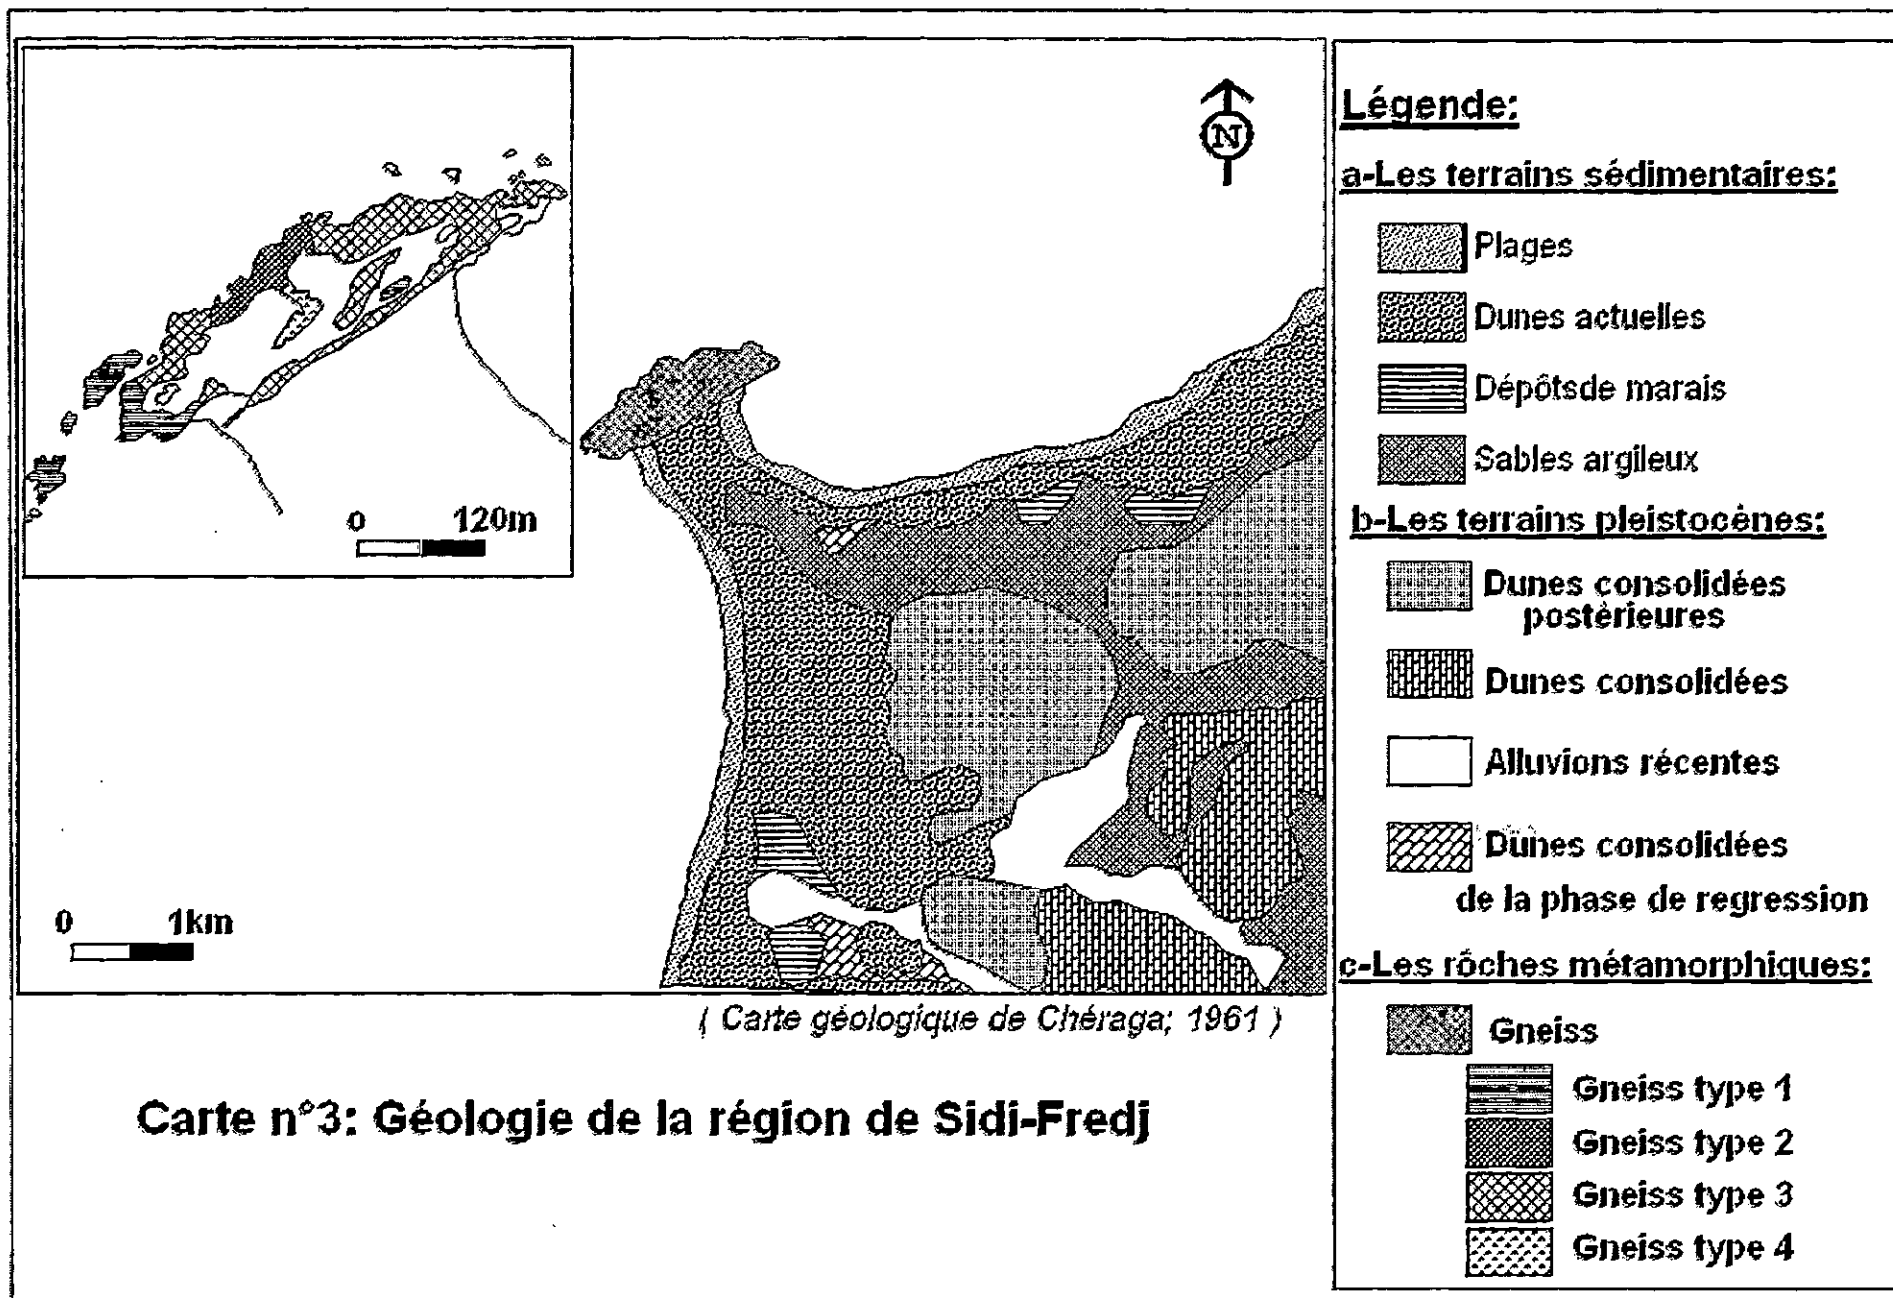 N
0 120m
0 1km
( Carte géologique de Chéraga; 1961 )
Carte n°3: Géologie de la région de Sidi-Fredj
Légende:
a-Les terrains sédimentaires:
Plages
Dunes actuelles
Dépôtsde marais
Sables argileux
b-Les terrains pleistocènes:
Dunes consolidées
postérieures
Dunes consolidées
Alluvions récentes
Dunes consolidées
de la phase de regression
c-Les rôches métamorphiques:
Gneiss
Gneiss type 1
Gneiss type 2
Gneiss type 3
Gneiss type 4